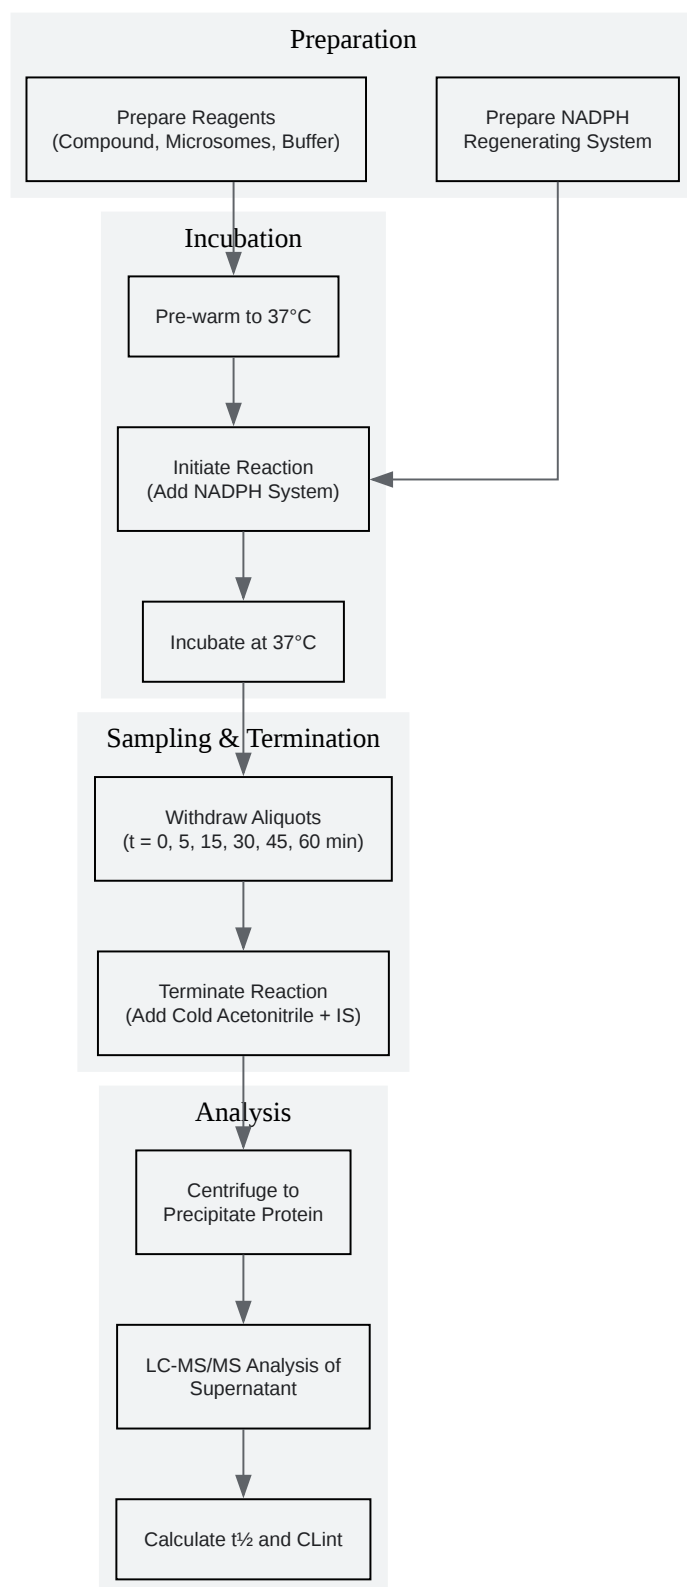 Preparation
Prepare Reagents
(Compound, Microsomes, Buffer)
Prepare NADPH
Regenerating System
Incubation
Pre-warm to 37°C
Initiate Reaction
(Add NADPH System)
Incubate at 37°C
Sampling & Termination
Withdraw Aliquots
(t = 0, 5, 15, 30, 45, 60 min)
Terminate Reaction
(Add Cold Acetonitrile + IS)
Analysis
Centrifuge to
Precipitate Protein
LC-MS/MS Analysis of
Supernatant
Calculate t½ and CLint